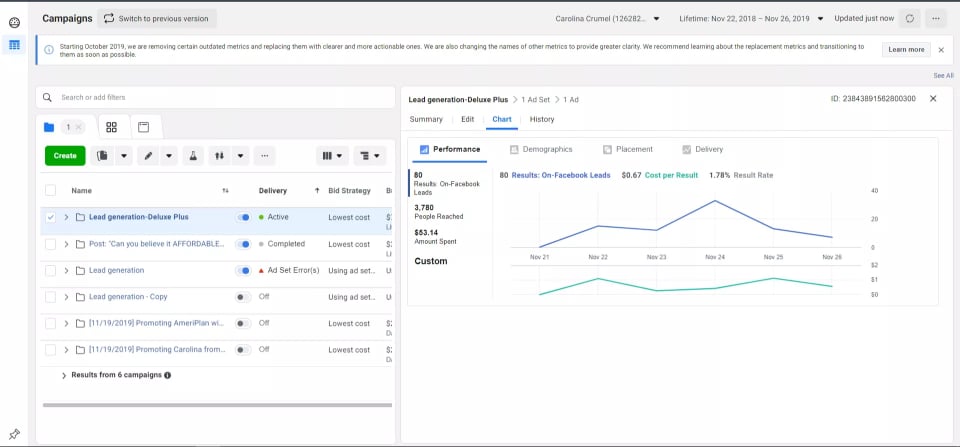 Campaigns
Switch to previous version
Carolina Crumel (126282...
Lifetime: Nov 22, 2018 – Nov 26, 2019
Updated just now
Starting October 2019, we are removing certain outdated metrics and replacing them with clearer and more actionable ones. We are also changing the names of other metrics to provide greater clarity. We recommend learning about the replacement metrics and transitioning to
them as soon as possible.
Learn more
See All
Search or add filters
1
Create
Name
Delivery
Bid Strategy
Lead generation-Deluxe Plus
Active
Lowest cost
Post: "Can you believe it AFFORDABLE...
Completed
Lowest cost
Lead generation
Ad Set Error(s)
Using ad set...
Lead generation - Copy
Off
Using ad set...
[11/19/2019] Promoting AmeriPlan wi...
Off
Lowest cost
[11/19/2019] Promoting Carolina from...
Off
Lowest cost
Results from 6 campaigns
Lead generation-Deluxe Plus > 1 Ad Set > 1 Ad
ID: 23843891562800300
Summary
Edit
Chart
History
Performance
Demographics
Placement
Delivery
80
Results: On-Facebook
Leads
3,780
People Reached
$53.14
Amount Spent
Custom
80 Results: On-Facebook Leads
$0.67 Cost per Result
1.78% Result Rate
40
20
0
Nov 21
Nov 22
Nov 23
Nov 24
Nov 25
Nov 26
$2
$1
$0